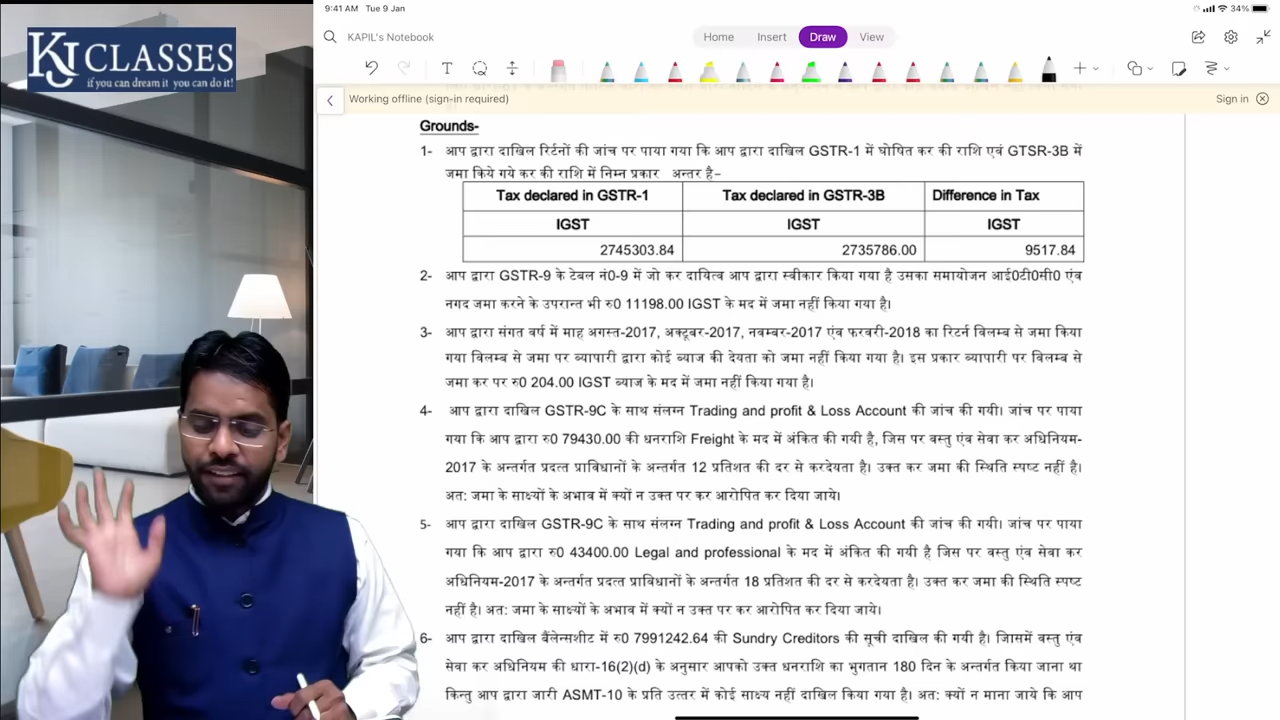 9:41 AM Tue 9 Jan
34%
KJ CLASSES
if you can dream it you can do it!
KAPIL's Notebook
Home Insert Draw View
Working offline (sign-in required)
Sign in
Grounds-
1- आप द्वारा दाखिल रिर्टनों की जांच पर पाया गया कि आप द्वारा दाखिल GSTR-1 में घोषित कर की राशि एवं GTSR-3B में
जमा किये गये कर की राशि में निम्न प्रकार अन्तर है–
Tax declared in GSTR-1 Tax declared in GSTR-3B Difference in Tax
IGST IGST IGST
2745303.84 2735786.00 9517.84
2- आप द्वारा GSTR-9 के टेबल नं0-9 में जो कर दायित्व आप द्वारा स्वीकार किया गया है उसका समायोजन आई0टी0सी0 एंव
नगद जमा करने के उपरान्त भी रु0 11198.00 IGST के मद में जमा नहीं किया गया है।
3- आप द्वारा संगत वर्ष में माह अगस्त-2017, अक्टूबर-2017, नवम्बर-2017 एंव फरवरी-2018 का रिटर्न विलम्ब से जमा किया
गया विलम्ब से जमा पर व्यापारी द्वारा कोई ब्याज की देयता को जमा नहीं किया गया है। इस प्रकार व्यापारी पर विलम्ब से
जमा कर पर रु0 204.00 IGST ब्याज के मद में जमा नहीं किया गया है।
4- आप द्वारा दाखिल GSTR-9C के साथ संलग्न Trading and profit & Loss Account की जांच की गयी। जांच पर पाया
गया कि आप द्वारा रु0 79430.00 की धनराशि Freight के मद में अंकित की गयी है, जिस पर वस्तु एंव सेवा कर अधिनियम-
2017 के अन्तर्गत प्रदत्त प्राविधानों के अन्तर्गत 12 प्रतिशत की दर से करदेयता है। उक्त कर जमा की स्थिति स्पष्ट नहीं है।
अत: जमा के साक्ष्यों के अभाव में क्यों न उक्त पर कर आरोपित कर दिया जाये।
5- आप द्वारा दाखिल GSTR-9C के साथ संलग्न Trading and profit & Loss Account की जांच की गयी। जांच पर पाया
गया कि आप द्वारा रु0 43400.00 Legal and professional के मद में अंकित की गयी है जिस पर वस्तु एंव सेवा कर
अधिनियम-2017 के अन्तर्गत प्रदत्त प्राविधानों के अन्तर्गत 18 प्रतिशत की दर से करदेयता है। उक्त कर जमा की स्थिति स्पष्ट
नहीं है। अत: जमा के साक्ष्यों के अभाव में क्यों न उक्त पर कर आरोपित कर दिया जाये।
6- आप द्वारा दाखिल बैंलेन्सशीट में रु0 7991242.64 की Sundry Creditors की सूची दाखिल की गयी है। जिसमें वस्तु एंव
सेवा कर अधिनियम की धारा-16(2)(d) के अनुसार आपको उक्त धनराशि का भुगतान 180 दिन के अन्तर्गत किया जाना था
किन्तु आप द्वारा जारी ASMT-10 के प्रति उत्तर में कोई साक्ष्य नहीं दाखिल किया गया है। अत: क्यों न माना जाये कि आप